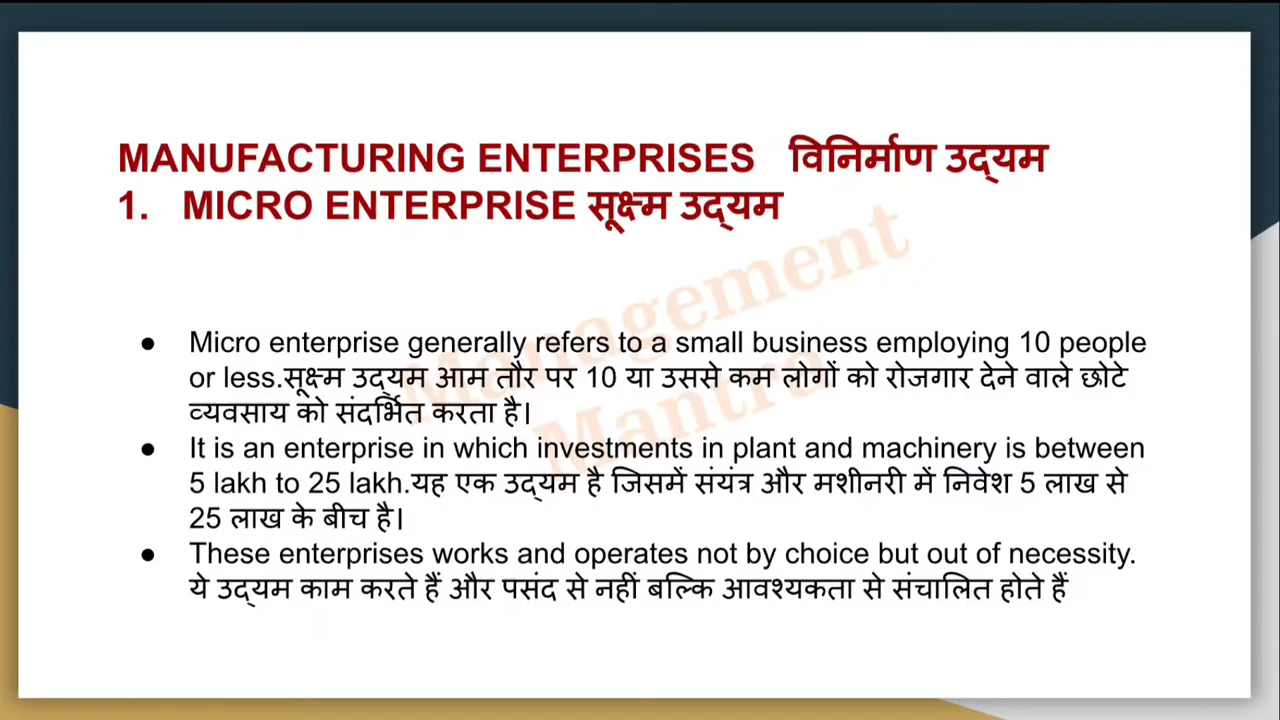 MANUFACTURING ENTERPRISES विनिर्माण उद्यम
1. MICRO ENTERPRISE सूक्ष्म उद्यम
Management
Mantra
● Micro enterprise generally refers to a small business employing 10 people
or less.सूक्ष्म उद्यम आम तौर पर 10 या उससे कम लोगों को रोजगार देने वाले छोटे
व्यवसाय को संदर्भित करता है।
● It is an enterprise in which investments in plant and machinery is between
5 lakh to 25 lakh.यह एक उद्यम है जिसमें संयंत्र और मशीनरी में निवेश 5 लाख से
25 लाख के बीच है।
● These enterprises works and operates not by choice but out of necessity.
ये उद्यम काम करते हैं और पसंद से नहीं बल्कि आवश्यकता से संचालित होते हैं